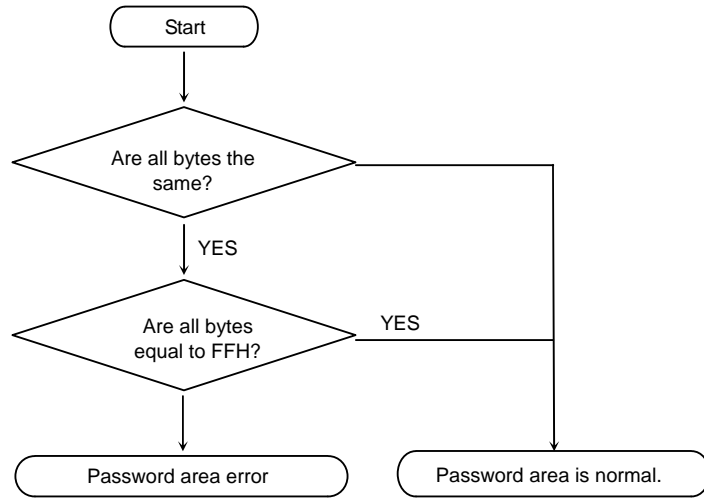 Start
Are all bytes the
same?
YES
Are all bytes
equal to FFH?
YES
Password area error
Password area is normal.